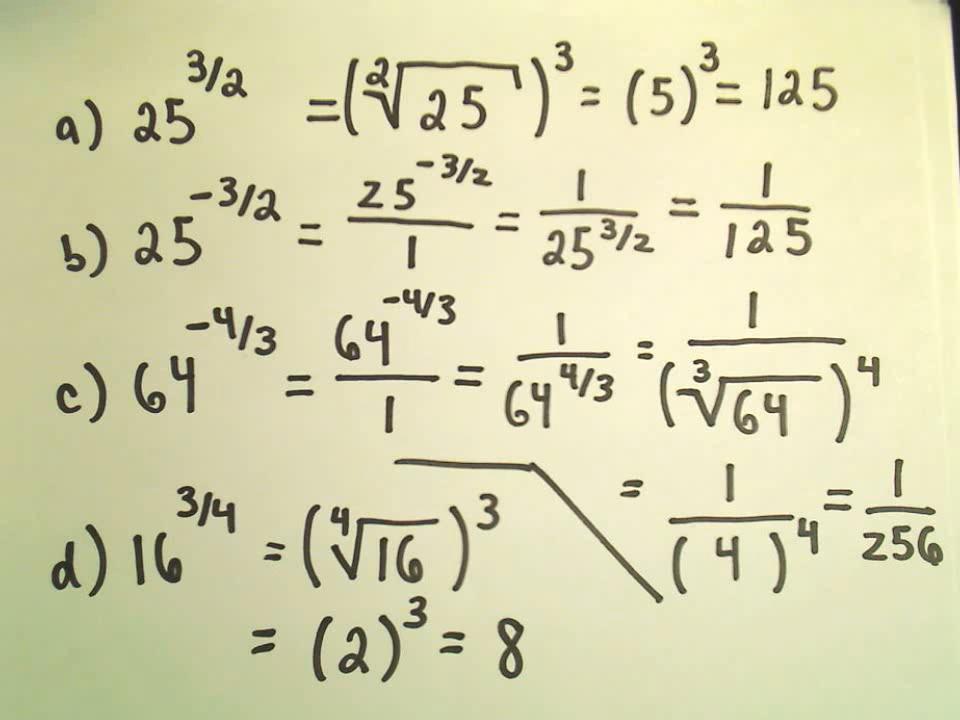 a) 25^3/2 = (²√25)^3 = (5)^3 = 125
b) 25^-3/2 = 25^-3/2 / 1 = 1 / 25^3/2 = 1 / 125
c) 64^-4/3 = 64^-4/3 / 1 = 1 / 64^4/3 = 1 / (³√64)^4
= 1 / (4)^4 = 1 / 256
d) 16^3/4 = (⁴√16)^3
= (2)^3 = 8